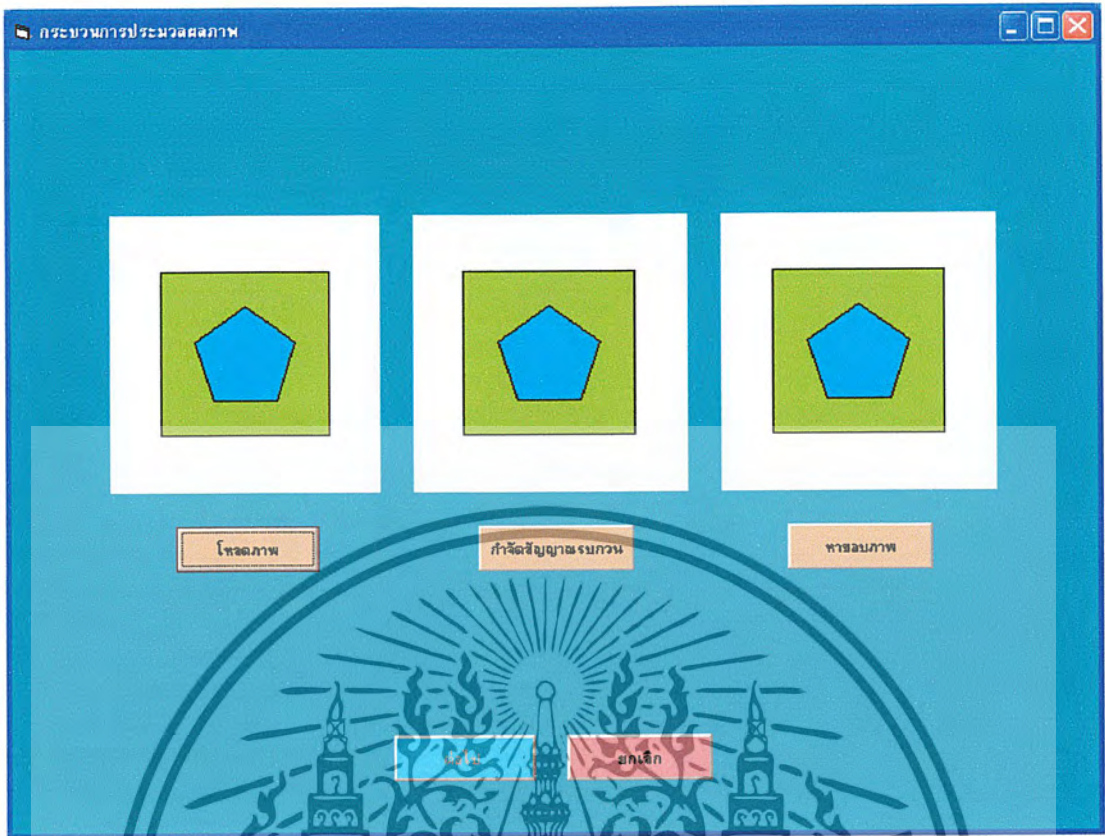 กระบวนการประมวลผลภาพ
โหลดภาพ
กำจัดสัญญาณรบกวน
หาขอบภาพ
ยกเลิก